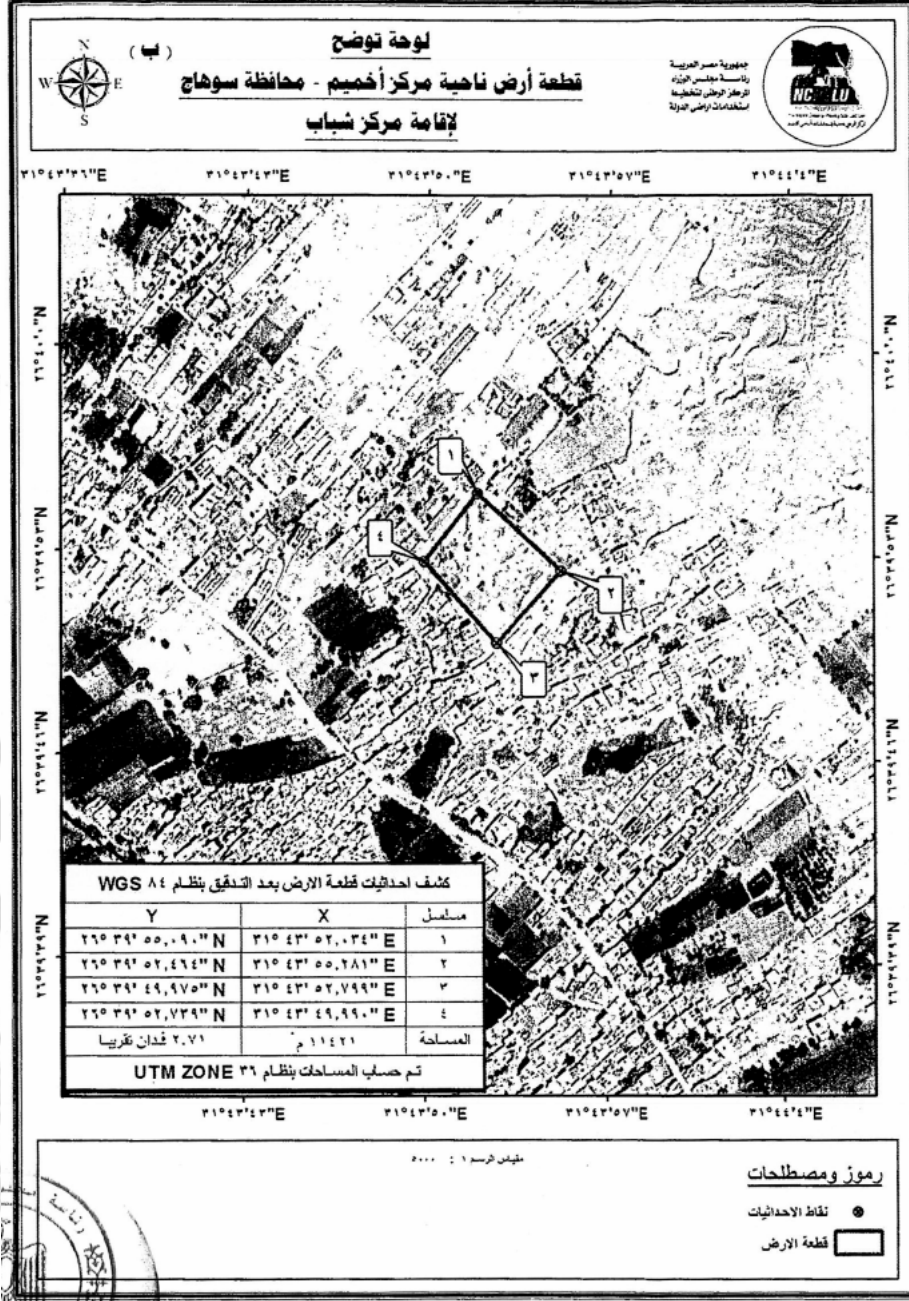 لوحة توضح
( ب )
قطعة أرض ناحية مركز أخميم - محافظة سوهاج
لإقامة مركز شباب
جمهورية مصر العربية
رئاسة مجلس الوزراء
المركز الوطنى لتخطيط
استخدامات اراضى الدولة
NCPSLU
N
W E
S
٣١°٤٣'٣٦"E ٣١°٤٣'٤٣"E ٣١°٤٣'٥٠"E ٣١°٤٣'٥٧"E ٣١°٤٤'٤"E
١
٤
٢
٣
كشف احداثيات قطعة الارض بعد التدقيق بنظام ٨٤ WGS
مسلسل X Y
١ ٣١° ٤٣' ٥٢,٠٣٤" E ٢٦° ٣٩' ٥٥,٠٩٠" N
٢ ٣١° ٤٣' ٥٥,٢٨١" E ٢٦° ٣٩' ٥٢,٤٦٤" N
٣ ٣١° ٤٣' ٥٢,٧٩٩" E ٢٦° ٣٩' ٤٩,٩٧٥" N
٤ ٣١° ٤٣' ٤٩,٩٩٠" E ٢٦° ٣٩' ٥٢,٧٣٩" N
المساحة ١١٤٢١ م٢ ٢.٧١ فدان تقريبا
تم حساب المساحات بنظام ٣٦ UTM ZONE
٣١°٤٣'٤٣"E ٣١°٤٣'٥٠"E ٣١°٤٣'٥٧"E ٣١°٤٤'٤"E
مقياس الرسم ١ : ٥٠٠٠
رموز ومصطلحات
نقاط الاحداثيات
قطعة الارض